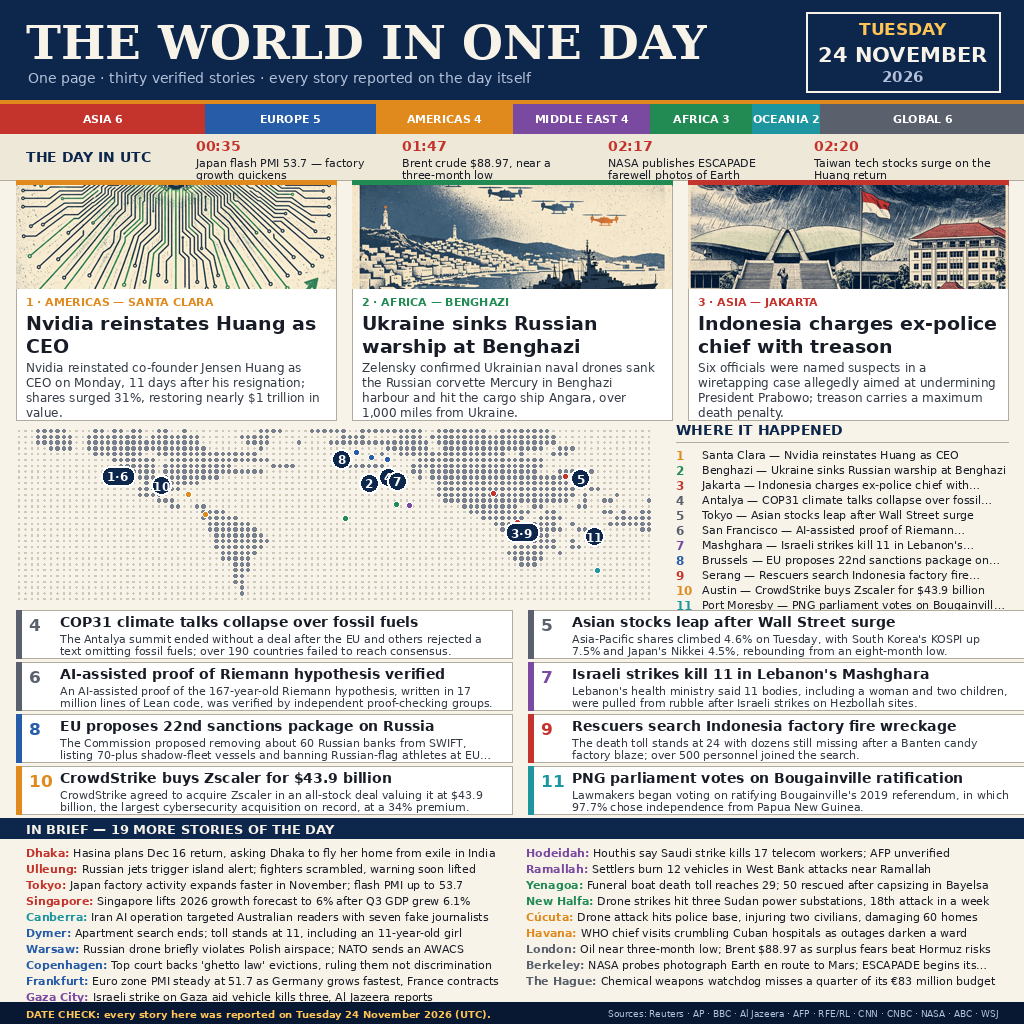 THE WORLD IN ONE DAY
One page · thirty verified stories · every story reported on the day itself
TUESDAY
24 NOVEMBER
2026
ASIA 6
EUROPE 5
AMERICAS 4
MIDDLE EAST 4
AFRICA 3
OCEANIA 2
GLOBAL 6
THE DAY IN UTC
00:35
Japan flash PMI 53.7 — factory
growth quickens
01:47
Brent crude $88.97, near a
three-month low
02:17
NASA publishes ESCAPADE
farewell photos of Earth
02:20
Taiwan tech stocks surge on the
Huang return
1 · AMERICAS — SANTA CLARA
Nvidia reinstates Huang as
CEO
Nvidia reinstated co-founder Jensen Huang as
CEO on Monday, 11 days after his resignation;
shares surged 31%, restoring nearly $1 trillion in
value.
2 · AFRICA — BENGHAZI
Ukraine sinks Russian
warship at Benghazi
Zelensky confirmed Ukrainian naval drones sank
the Russian corvette Mercury in Benghazi
harbour and hit the cargo ship Angara, over
1,000 miles from Ukraine.
3 · ASIA — JAKARTA
Indonesia charges ex-police
chief with treason
Six officials were named suspects in a
wiretapping case allegedly aimed at undermining
President Prabowo; treason carries a maximum
death penalty.
1·6
10
8
2
7
5
3·9
11
WHERE IT HAPPENED
1 Santa Clara — Nvidia reinstates Huang as CEO
2 Benghazi — Ukraine sinks Russian warship at Benghazi
3 Jakarta — Indonesia charges ex-police chief with…
4 Antalya — COP31 climate talks collapse over fossil…
5 Tokyo — Asian stocks leap after Wall Street surge
6 San Francisco — AI-assisted proof of Riemann…
7 Mashghara — Israeli strikes kill 11 in Lebanon's…
8 Brussels — EU proposes 22nd sanctions package on…
9 Serang — Rescuers search Indonesia factory fire…
10 Austin — CrowdStrike buys Zscaler for $43.9 billion
11 Port Moresby — PNG parliament votes on Bougainvill…
4 COP31 climate talks collapse over fossil fuels
The Antalya summit ended without a deal after the EU and others rejected a
text omitting fossil fuels; over 190 countries failed to reach consensus.
5 Asian stocks leap after Wall Street surge
Asia-Pacific shares climbed 4.6% on Tuesday, with South Korea's KOSPI up
7.5% and Japan's Nikkei 4.5%, rebounding from an eight-month low.
6 AI-assisted proof of Riemann hypothesis verified
An AI-assisted proof of the 167-year-old Riemann hypothesis, written in 17
million lines of Lean code, was verified by independent proof-checking groups.
7 Israeli strikes kill 11 in Lebanon's Mashghara
Lebanon's health ministry said 11 bodies, including a woman and two children,
were pulled from rubble after Israeli strikes on Hezbollah sites.
8 EU proposes 22nd sanctions package on Russia
The Commission proposed removing about 60 Russian banks from SWIFT,
listing 70-plus shadow-fleet vessels and banning Russian-flag athletes at EU…
9 Rescuers search Indonesia factory fire wreckage
The death toll stands at 24 with dozens still missing after a Banten candy
factory blaze; over 500 personnel joined the search.
10 CrowdStrike buys Zscaler for $43.9 billion
CrowdStrike agreed to acquire Zscaler in an all-stock deal valuing it at $43.9
billion, the largest cybersecurity acquisition on record, at a 34% premium.
11 PNG parliament votes on Bougainville ratification
Lawmakers began voting on ratifying Bougainville's 2019 referendum, in which
97.7% chose independence from Papua New Guinea.
IN BRIEF — 19 MORE STORIES OF THE DAY
Dhaka: Hasina plans Dec 16 return, asking Dhaka to fly her home from exile in India
Ulleung: Russian jets trigger island alert; fighters scrambled, warning soon lifted
Tokyo: Japan factory activity expands faster in November; flash PMI up to 53.7
Singapore: Singapore lifts 2026 growth forecast to 6% after Q3 GDP grew 6.1%
Canberra: Iran AI operation targeted Australian readers with seven fake journalists
Dymer: Apartment search ends; toll stands at 11, including an 11-year-old girl
Warsaw: Russian drone briefly violates Polish airspace; NATO sends an AWACS
Copenhagen: Top court backs 'ghetto law' evictions, ruling them not discrimination
Frankfurt: Euro zone PMI steady at 51.7 as Germany grows fastest, France contracts
Gaza City: Israeli strike on Gaza aid vehicle kills three, Al Jazeera reports
Hodeidah: Houthis say Saudi strike kills 17 telecom workers; AFP unverified
Ramallah: Settlers burn 12 vehicles in West Bank attacks near Ramallah
Yenagoa: Funeral boat death toll reaches 29; 50 rescued after capsizing in Bayelsa
New Halfa: Drone strikes hit three Sudan power substations, 18th attack in a week
Cúcuta: Drone attack hits police base, injuring two civilians, damaging 60 homes
Havana: WHO chief visits crumbling Cuban hospitals as outages darken a ward
London: Oil near three-month low; Brent $88.97 as surplus fears beat Hormuz risks
Berkeley: NASA probes photograph Earth en route to Mars; ESCAPADE begins its…
The Hague: Chemical weapons watchdog misses a quarter of its €83 million budget
DATE CHECK: every story here was reported on Tuesday 24 November 2026 (UTC).
Sources: Reuters · AP · BBC · Al Jazeera · AFP · RFE/RL · CNN · CNBC · NASA · ABC · WSJ